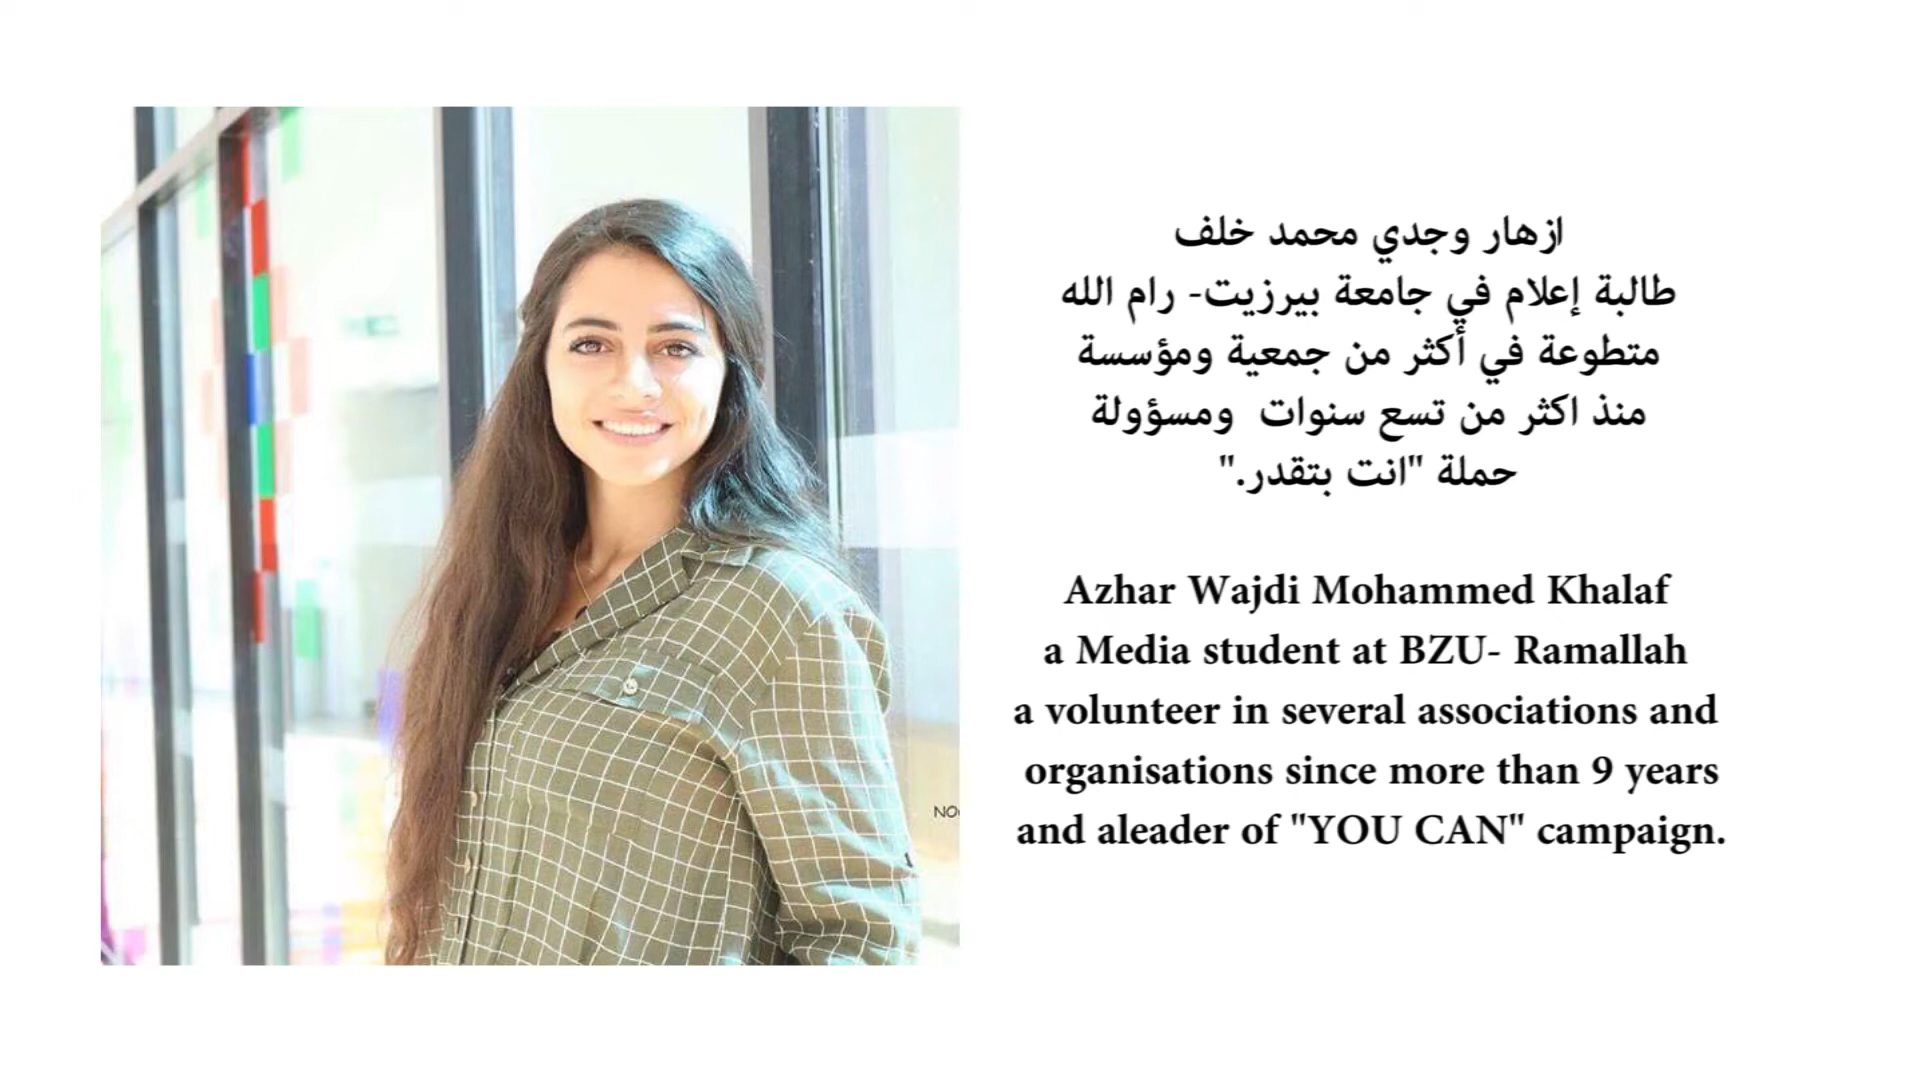 ازهار وجدي محمد خلف
طالبة إعلام في جامعة بيرزيت- رام الله
متطوعة في أكثر من جمعية ومؤسسة
منذ اكثر من تسع سنوات ومسؤولة
حملة "انت بتقدر."
Azhar Wajdi Mohammed Khalaf
a Media student at BZU- Ramallah
a volunteer in several associations and
organisations since more than 9 years
and aleader of "YOU CAN" campaign.